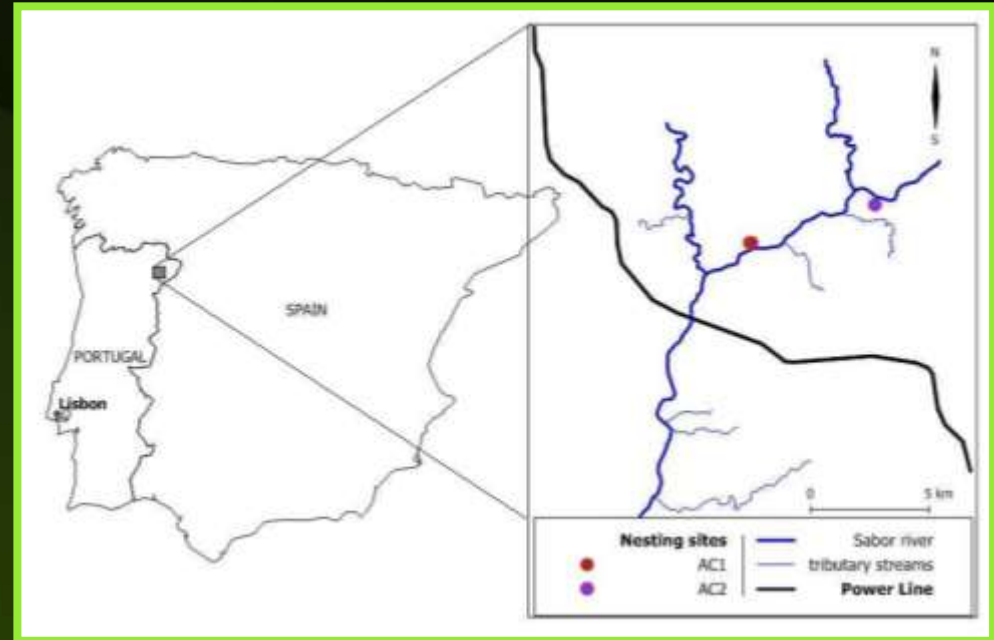 SPAIN
PORTUGAL
Lisbon
N
S
0 5 km
Nesting sites
AC1
AC2
Sabor river
tributary streams
Power Line